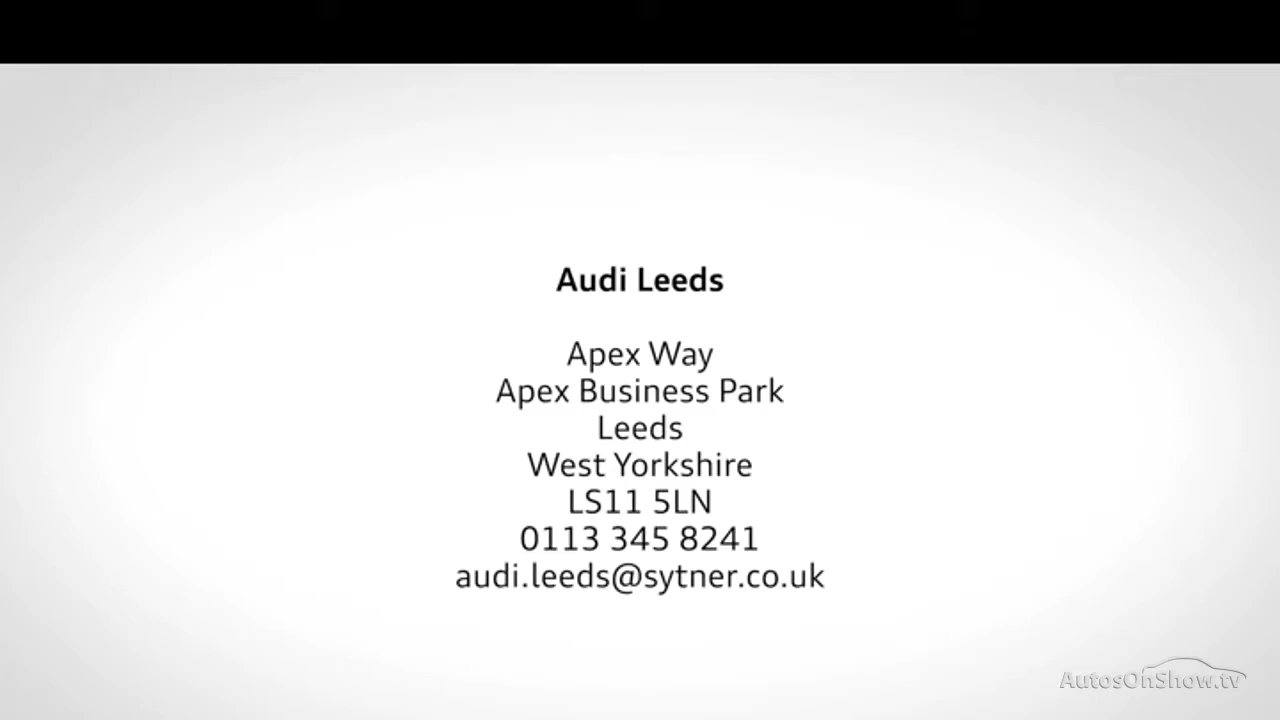 Audi Leeds
Apex Way
Apex Business Park
Leeds
West Yorkshire
LS11 5LN
0113 345 8241
audi.leeds@sytner.co.uk
AutosOnShow.tv